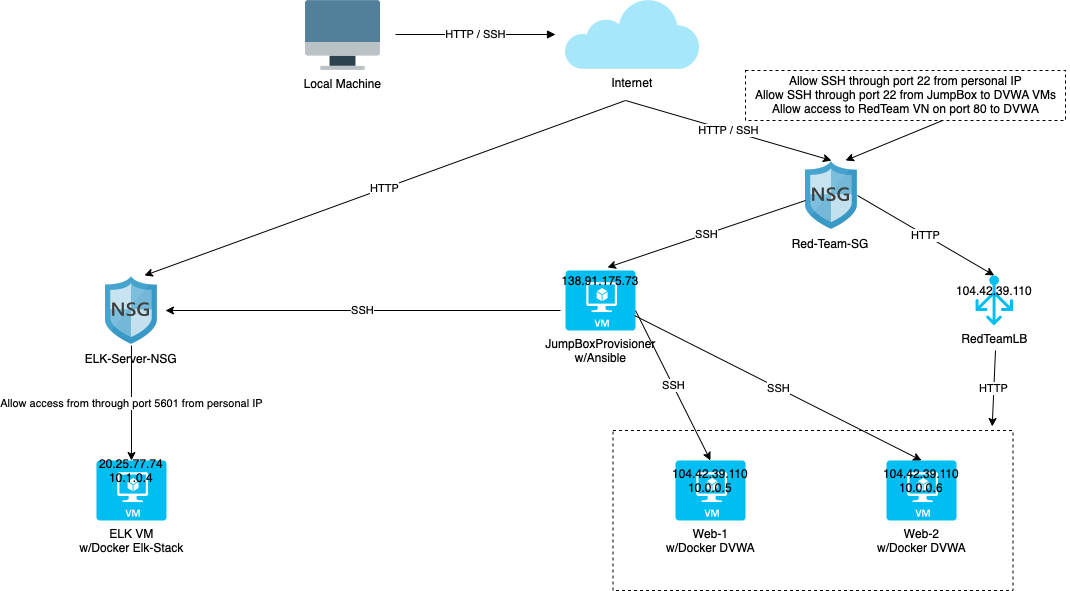 HTTP / SSH
Local Machine
Internet
Allow SSH through port 22 from personal IP
Allow SSH through port 22 from JumpBox to DVWA VMs
Allow access to RedTeam VN on port 80 to DVWA
HTTP / SSH
HTTP
NSG
Red-Team-SG
SSH
HTTP
138.91.175.73
VM
JumpBoxProvisioner
w/Ansible
104.42.39.110
RedTeamLB
NSG
ELK-Server-NSG
SSH
Allow access from through port 5601 from personal IP
SSH
SSH
HTTP
20.25.77.74
10.1.0.4
VM
ELK VM
w/Docker Elk-Stack
104.42.39.110
10.0.0.5
VM
Web-1
w/Docker DVWA
104.42.39.110
10.0.0.6
VM
Web-2
w/Docker DVWA